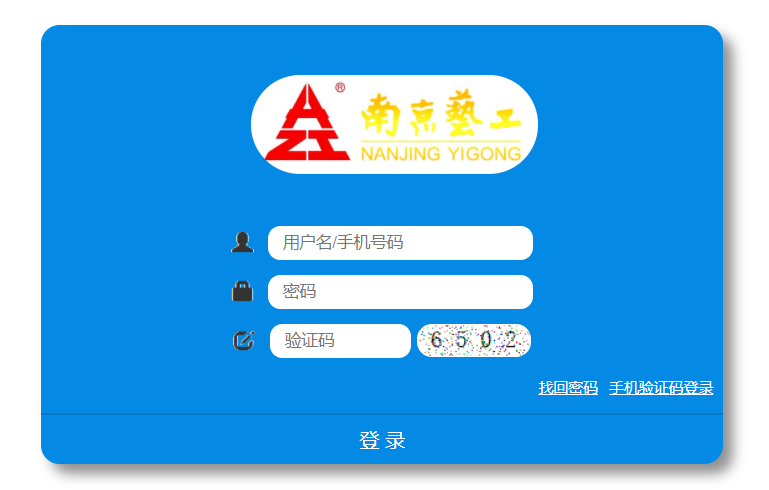 ®
南京藝工
NANJING YIGONG
用户名/手机号码
密码
验证码 6502
找回密码 手机验证码登录
登 录